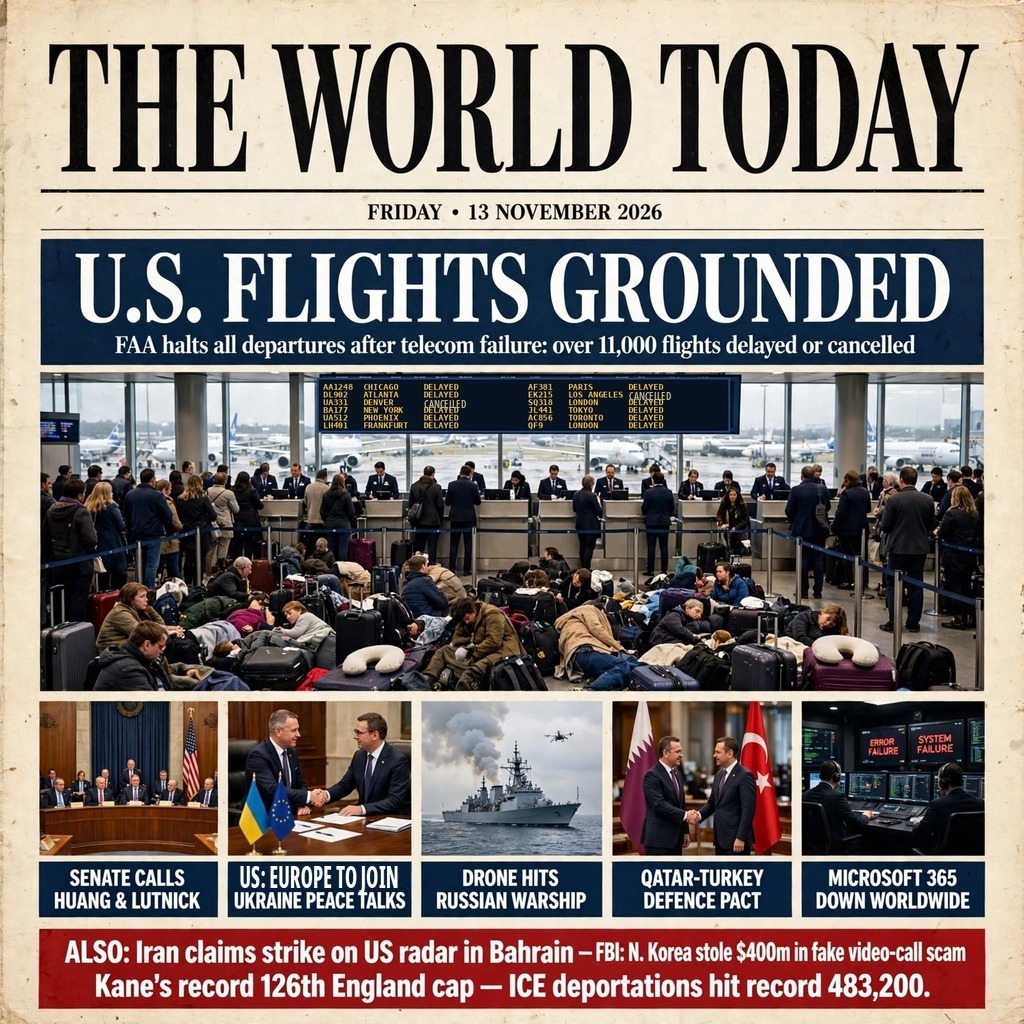 THE WORLD TODAY
FRIDAY • 13 NOVEMBER 2026
U.S. FLIGHTS GROUNDED
FAA halts all departures after telecom failure: over 11,000 flights delayed or cancelled
AA1248 CHICAGO DELAYED AF381 PARIS DELAYED
DL902 ATLANTA DELAYED EK215 LOS ANGELES CANCELLED
UA331 DENVER CANCELLED SQ318 LONDON DELAYED
BA177 NEW YORK DELAYED JL441 TOKYO DELAYED
UA512 PHOENIX DELAYED AC856 TORONTO DELAYED
LH401 FRANKFURT DELAYED QF9 LONDON DELAYED
ERROR FAILURE
SYSTEM FAILURE
SENATE CALLS
HUANG & LUTNICK
US: EUROPE TO JOIN
UKRAINE PEACE TALKS
DRONE HITS
RUSSIAN WARSHIP
QATAR-TURKEY
DEFENCE PACT
MICROSOFT 365
DOWN WORLDWIDE
ALSO: Iran claims strike on US radar in Bahrain – FBI: N. Korea stole $400m in fake video-call scam
Kane's record 126th England cap — ICE deportations hit record 483,200.